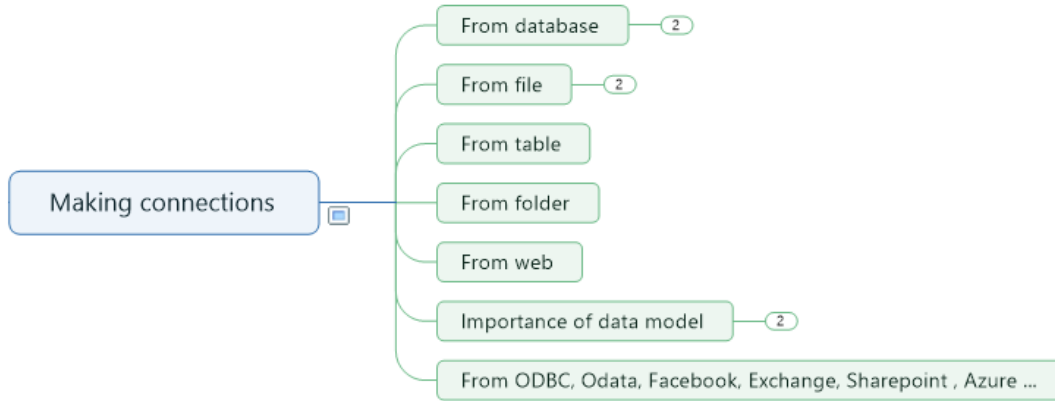 From database 2
From file 2
From table
Making connections
From folder
From web
Importance of data model 2
From ODBC, Odata, Facebook, Exchange, Sharepoint , Azure ...